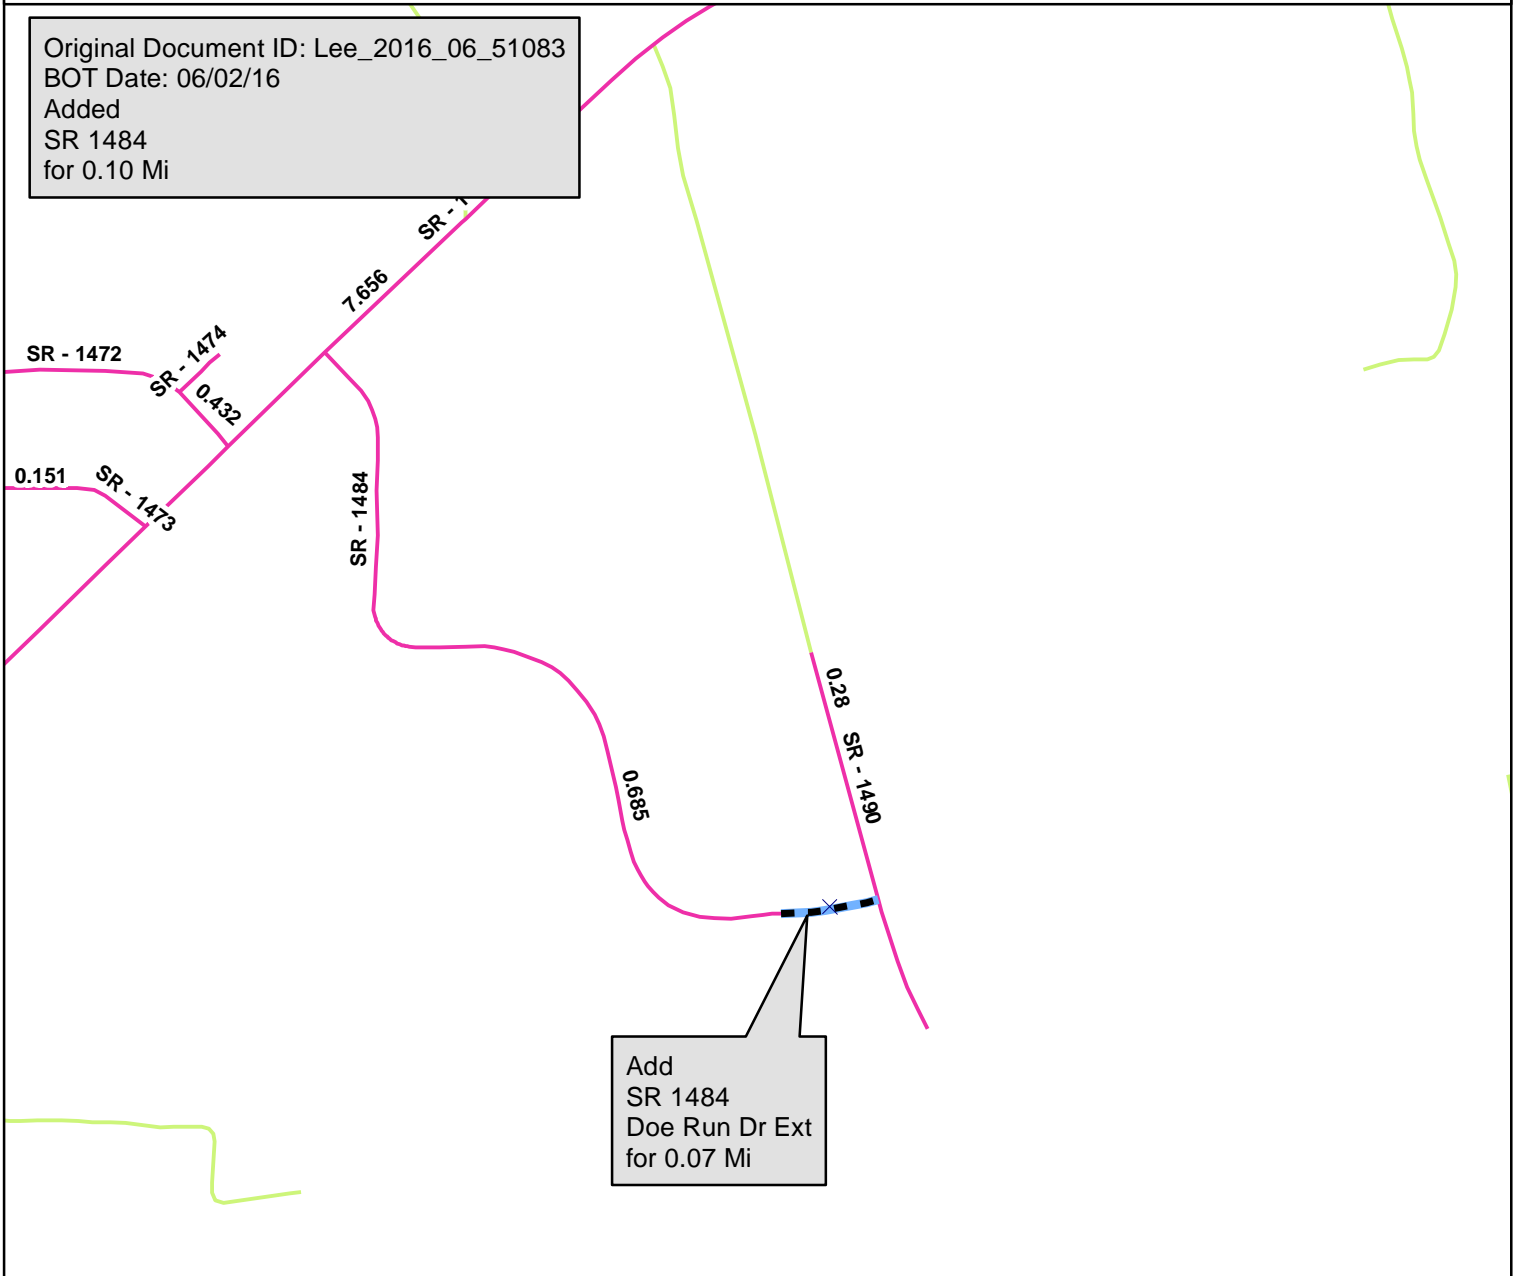 Original Document ID: Lee_2016_06_51083
BOT Date: 06/02/16
Added
SR 1484
for 0.10 Mi
SR - 1
7.656
SR - 1472
SR - 1474
0.432
0.151
SR - 1473
SR - 1484
0.28
SR - 1490
0.685
Add
SR 1484
Doe Run Dr Ext
for 0.07 Mi